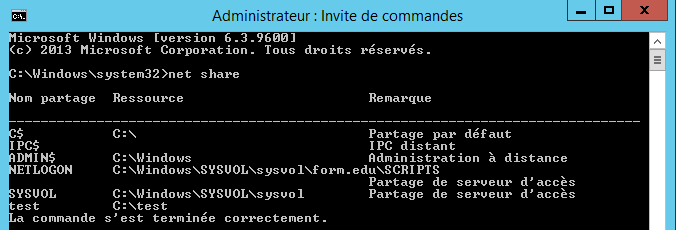 Administrateur : Invite de commandes
Microsoft Windows [version 6.3.9600]
(c) 2013 Microsoft Corporation. Tous droits réservés.
C:\Windows\system32>net share
Nom partage Ressource Remarque
-------------------------------------------------------------------------------
C$ C:\ Partage par défaut
IPC$ IPC distant
ADMIN$ C:\Windows Administration à distance
NETLOGON C:\Windows\SYSVOL\sysvol\form.edu\SCRIPTS
Partage de serveur d'accès
SYSVOL C:\Windows\SYSVOL\sysvol Partage de serveur d'accès
test C:\test
La commande s'est terminée correctement.